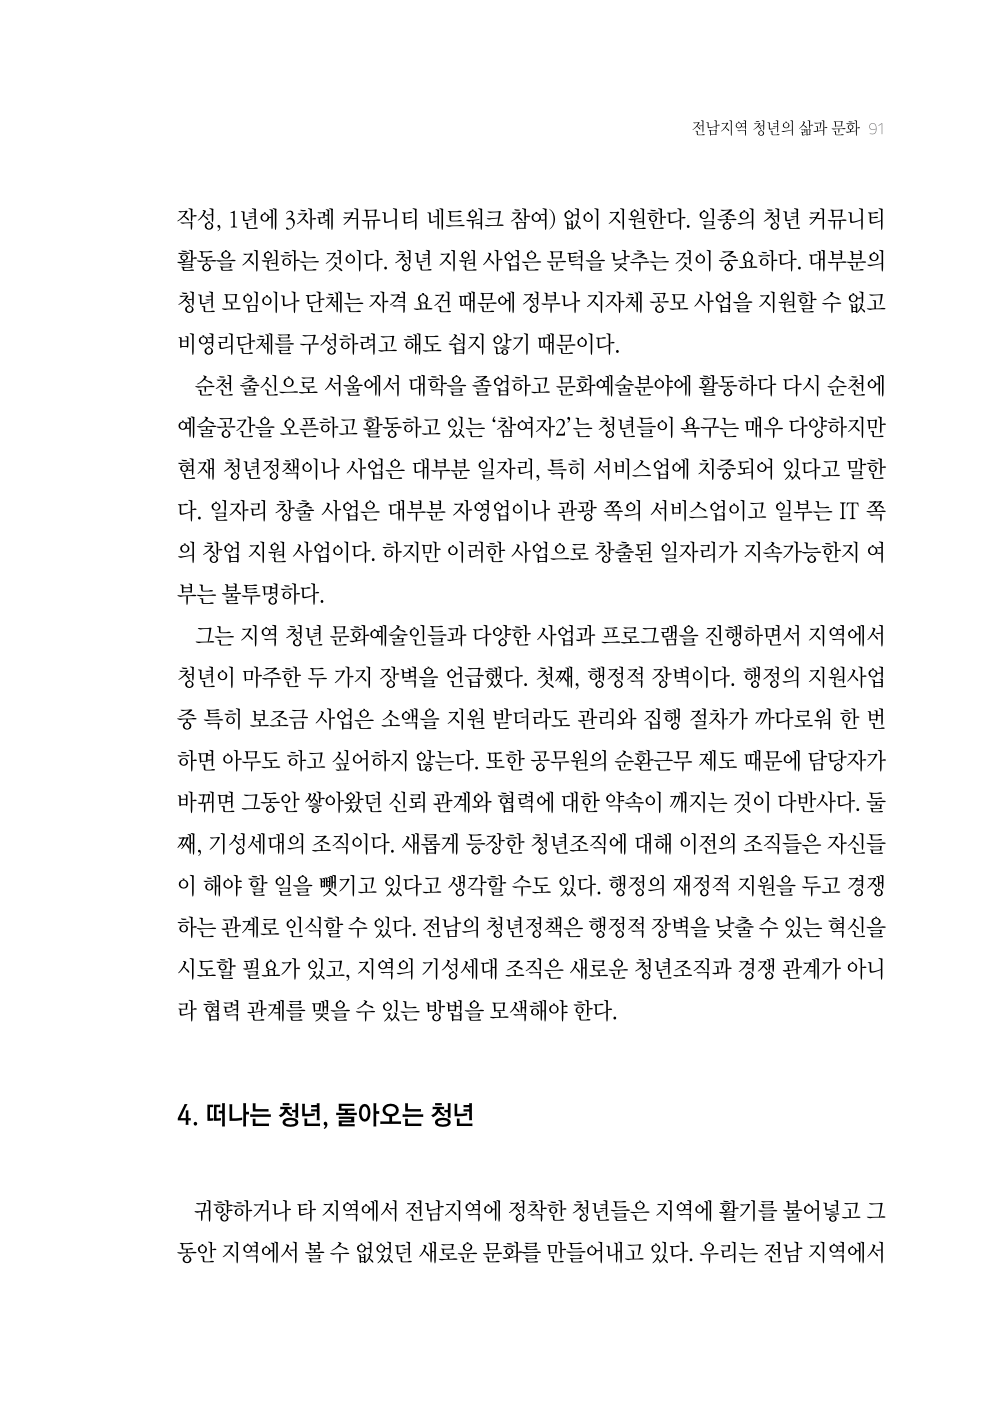 전남지역 청년의 삶과 문화 91
작성, 1년에 3차례 커뮤니티 네트워크 참여) 없이 지원한다. 일종의 청년 커뮤니티
활동을 지원하는 것이다. 청년 지원 사업은 문턱을 낮추는 것이 중요하다. 대부분의
청년 모임이나 단체는 자격 요건 때문에 정부나 지자체 공모 사업을 지원할 수 없고
비영리단체를 구성하려고 해도 쉽지 않기 때문이다.
순천 출신으로 서울에서 대학을 졸업하고 문화예술분야에 활동하다 다시 순천에
예술공간을 오픈하고 활동하고 있는 ‘참여자2’는 청년들이 욕구는 매우 다양하지만
현재 청년정책이나 사업은 대부분 일자리, 특히 서비스업에 치중되어 있다고 말한
다. 일자리 창출 사업은 대부분 자영업이나 관광 쪽의 서비스업이고 일부는 IT 쪽
의 창업 지원 사업이다. 하지만 이러한 사업으로 창출된 일자리가 지속가능한지 여
부는 불투명하다.
그는 지역 청년 문화예술인들과 다양한 사업과 프로그램을 진행하면서 지역에서
청년이 마주한 두 가지 장벽을 언급했다. 첫째, 행정적 장벽이다. 행정의 지원사업
중 특히 보조금 사업은 소액을 지원 받더라도 관리와 집행 절차가 까다로워 한 번
하면 아무도 하고 싶어하지 않는다. 또한 공무원의 순환근무 제도 때문에 담당자가
바뀌면 그동안 쌓아왔던 신뢰 관계와 협력에 대한 약속이 깨지는 것이 다반사다. 둘
째, 기성세대의 조직이다. 새롭게 등장한 청년조직에 대해 이전의 조직들은 자신들
이 해야 할 일을 뺏기고 있다고 생각할 수도 있다. 행정의 재정적 지원을 두고 경쟁
하는 관계로 인식할 수 있다. 전남의 청년정책은 행정적 장벽을 낮출 수 있는 혁신을
시도할 필요가 있고, 지역의 기성세대 조직은 새로운 청년조직과 경쟁 관계가 아니
라 협력 관계를 맺을 수 있는 방법을 모색해야 한다.
4. 떠나는 청년, 돌아오는 청년
귀향하거나 타 지역에서 전남지역에 정착한 청년들은 지역에 활기를 불어넣고 그
동안 지역에서 볼 수 없었던 새로운 문화를 만들어내고 있다. 우리는 전남 지역에서